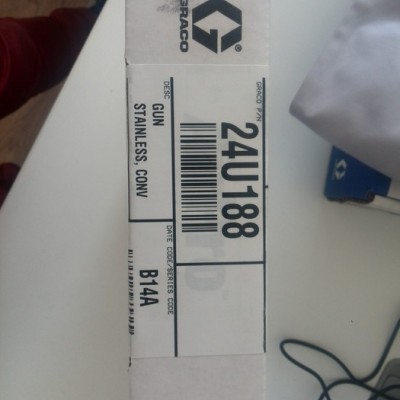 GRACO
®
GRACO P/N
24U188
DESC
GUN
STAINLESS, CONV
DATE CODE/SERIES CODE
B14A